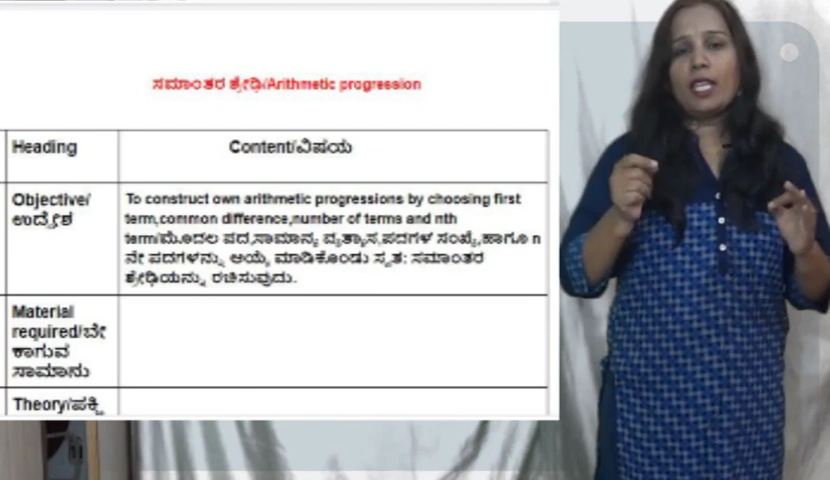 ಸಮಾಂತರ ಶ್ರೇಢಿ/Arithmetic progression
Heading
Content/ವಿಷಯ
Objective/
ಉದ್ದೇಶ
To construct own arithmetic progressions by choosing first
term,common difference,number of terms and nth
term/ಮೊದಲ ಪದ,ಸಾಮಾನ್ಯ ವ್ಯತ್ಯಾಸ,ಪದಗಳ ಸಂಖ್ಯೆ,ಹಾಗೂ n
ನೇ ಪದಗಳನ್ನು ಆಯ್ಕೆ ಮಾಡಿಕೊಂಡು ಸ್ವತ: ಸಮಾಂತರ
ಶ್ರೇಢಿಯನ್ನು ರಚಿಸುವುದು.
Material
required/ಬೇ
ಕಾಗುವ
ಸಾಮಾನು
Theory/